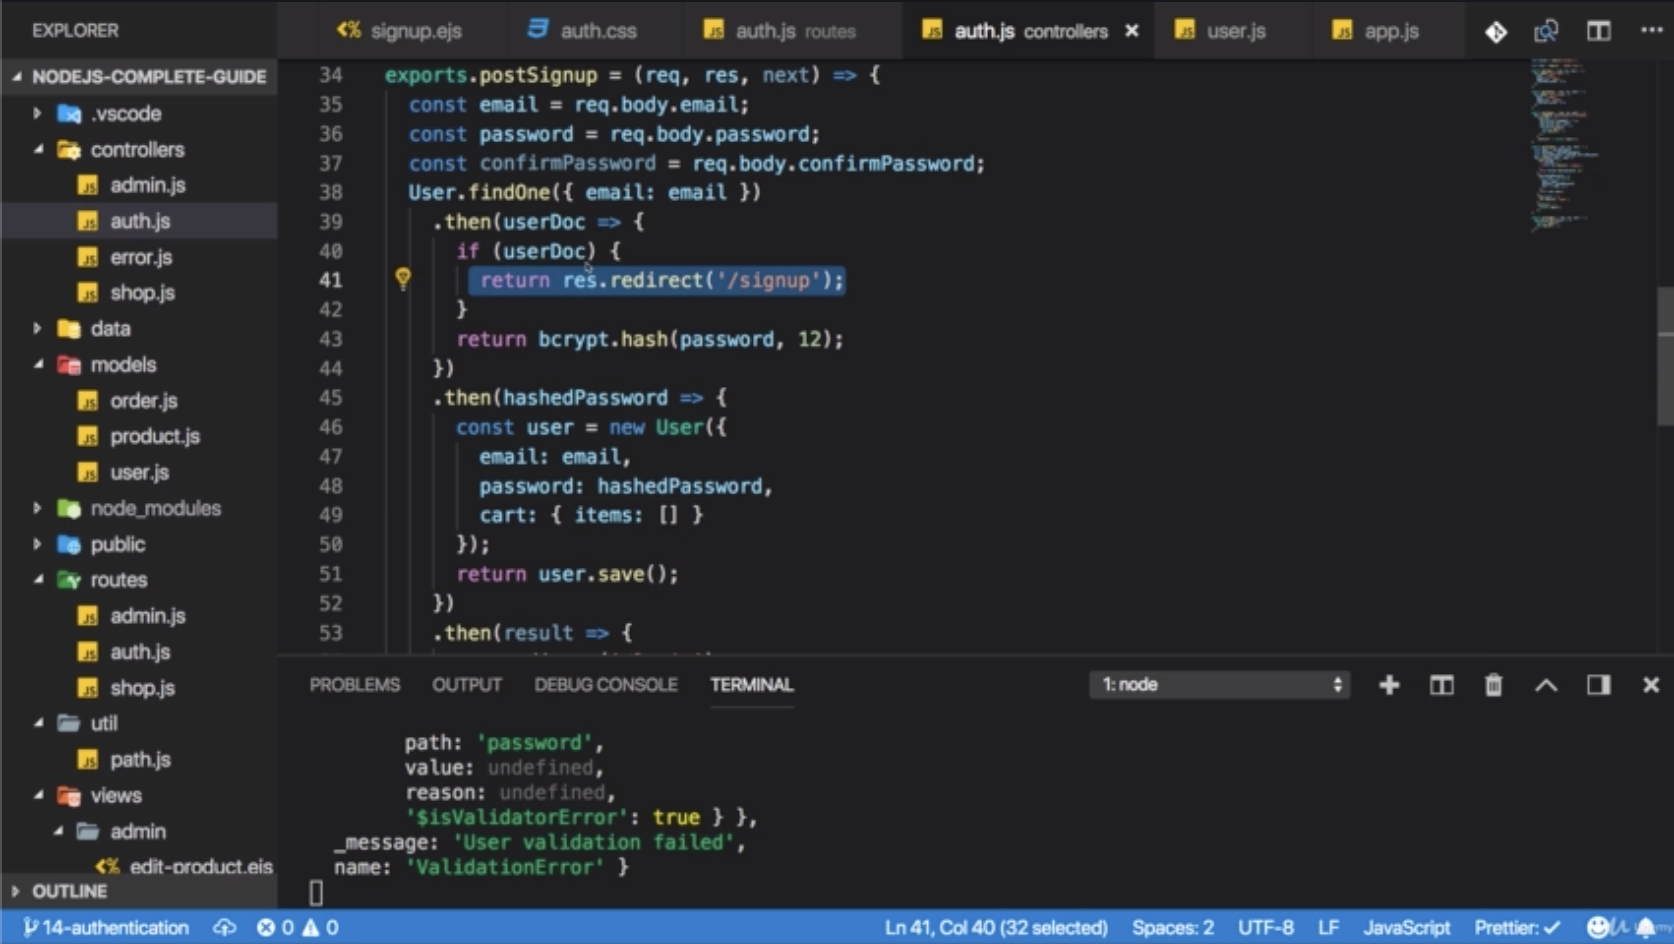 EXPLORER
signup.ejs
auth.css
auth.js routes
auth.js controllers
user.js
app.js
NODEJS-COMPLETE-GUIDE
.vscode
controllers
admin.js
auth.js
error.js
shop.js
data
models
order.js
product.js
user.js
node_modules
public
routes
admin.js
auth.js
shop.js
util
path.js
views
admin
edit-product.ejs
OUTLINE
34 exports.postSignup = (req, res, next) => {
35 const email = req.body.email;
36 const password = req.body.password;
37 const confirmPassword = req.body.confirmPassword;
38 User.findOne({ email: email })
39 .then(userDoc => {
40 if (userDoc) {
41 return res.redirect('/signup');
42 }
43 return bcrypt.hash(password, 12);
44 })
45 .then(hashedPassword => {
46 const user = new User({
47 email: email,
48 password: hashedPassword,
49 cart: { items: [] }
50 });
51 return user.save();
52 })
53 .then(result => {
PROBLEMS OUTPUT DEBUG CONSOLE TERMINAL
1: node
path: 'password',
value: undefined,
reason: undefined,
'$isValidatorError': true } },
_message: 'User validation failed',
name: 'ValidationError' }
14-authentication 0 0 Ln 41, Col 40 (32 selected) Spaces: 2 UTF-8 LF JavaScript Prettier: ✓